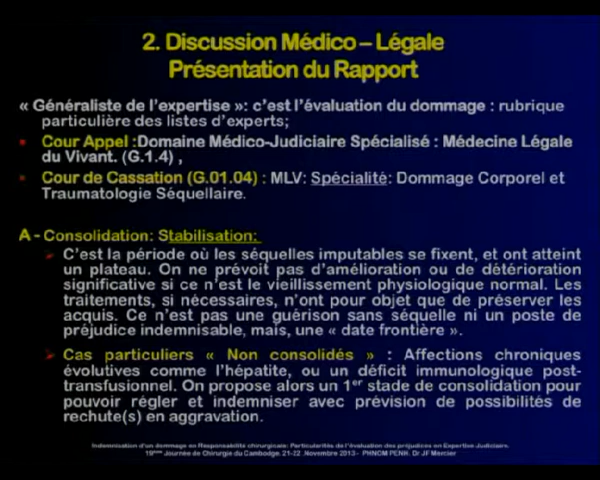 2. Discussion Médico – Légale
Présentation du Rapport
« Généraliste de l'expertise »: c'est l'évaluation du dommage : rubrique
particulière des listes d'experts;
Cour Appel :Domaine Médico-Judiciaire Spécialisé : Médecine Légale
du Vivant. (G.1.4) ,
Cour de Cassation (G.01.04) : MLV: Spécialité: Dommage Corporel et
Traumatologie Séquellaire.
A - Consolidation: Stabilisation:
C'est la période où les séquelles imputables se fixent, et ont atteint
un plateau. On ne prévoit pas d'amélioration ou de détérioration
significative si ce n'est le vieillissement physiologique normal. Les
traitements, si nécessaires, n'ont pour objet que de préserver les
acquis. Ce n'est pas une guérison sans séquelle ni un poste de
préjudice indemnisable, mais, une « date frontière ».
Cas particuliers « Non consolidés » : Affections chroniques
évolutives comme l'hépatite, ou un déficit immunologique post-
transfusionnel. On propose alors un 1er stade de consolidation pour
pouvoir régler et indemniser avec prévision de possibilités de
rechute(s) en aggravation.
Indemnisation d'un dommage en Responsabilité chirurgicale: Particularités de l'évaluation des préjudices en Expertise Judiciaire.
19ème Journée de Chirurgie du Cambodge. 21-22 .Novembre 2013 - PHNOM PENH. Dr JF Mercier